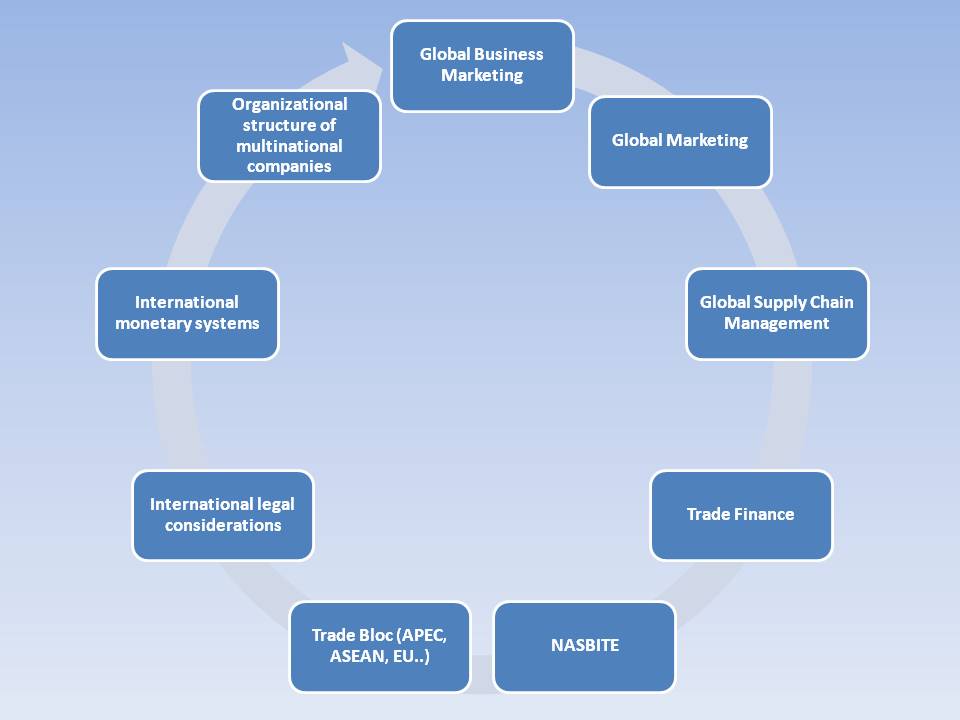 Global Business
Marketing
Global Marketing
Global Supply Chain
Management
Trade Finance
NASBITE
Trade Bloc (APEC,
ASEAN, EU..)
International legal
considerations
International
monetary systems
Organizational
structure of
multinational
companies